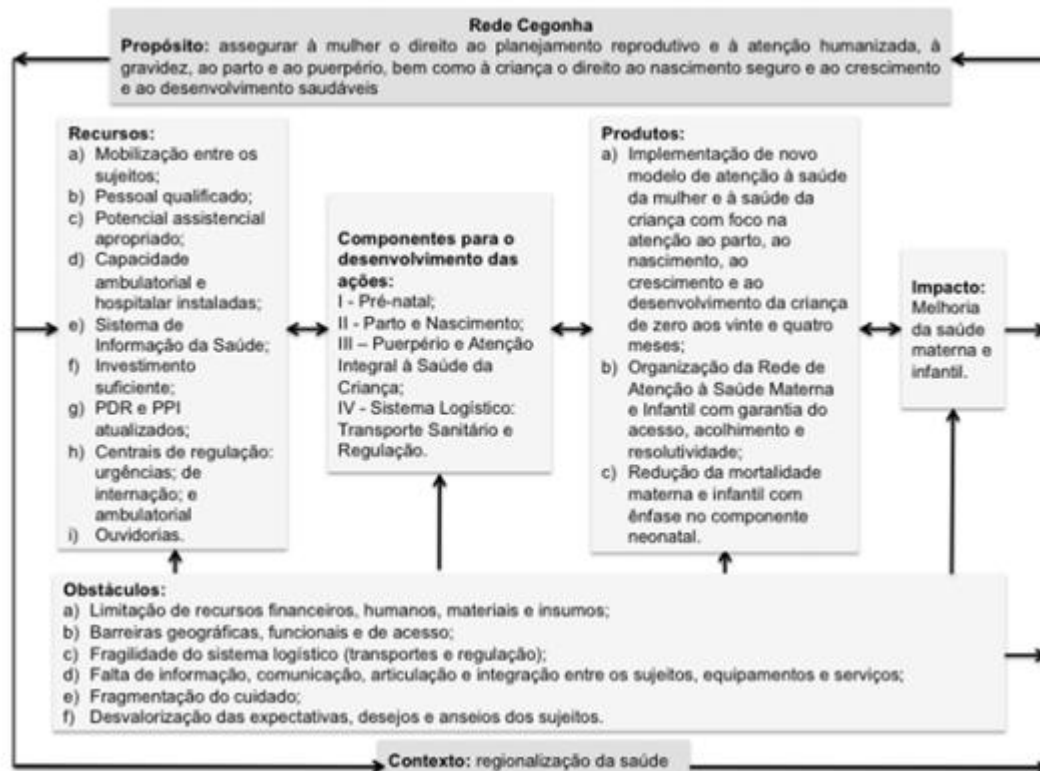 Rede Cegonha
Propósito: assegurar à mulher o direito ao planejamento reprodutivo e à atenção humanizada, à
gravidez, ao parto e ao puerpério, bem como à criança o direito ao nascimento seguro e ao crescimento
e ao desenvolvimento saudáveis
Recursos:
a) Mobilização entre os
sujeitos;
b) Pessoal qualificado;
c) Potencial assistencial
apropriado;
d) Capacidade
ambulatorial e
hospitalar instaladas;
e) Sistema de
Informação da Saúde;
f) Investimento
suficiente;
g) PDR e PPI
atualizados;
h) Centrais de regulação:
urgências; de
internação; e
ambulatorial
i) Ouvidorias.
Componentes para o
desenvolvimento das
ações:
I - Pré-natal;
II - Parto e Nascimento;
III – Puerpério e Atenção
Integral à Saúde da
Criança;
IV - Sistema Logístico:
Transporte Sanitário e
Regulação.
Produtos:
a) Implementação de novo
modelo de atenção à saúde
da mulher e à saúde da
criança com foco na
atenção ao parto, ao
nascimento, ao
crescimento e ao
desenvolvimento da criança
de zero aos vinte e quatro
meses;
b) Organização da Rede de
Atenção à Saúde Materna
e Infantil com garantia do
acesso, acolhimento e
resolutividade;
c) Redução da mortalidade
materna e infantil com
ênfase no componente
neonatal.
Impacto:
Melhoria
da saúde
materna e
infantil.
Obstáculos:
a) Limitação de recursos financeiros, humanos, materiais e insumos;
b) Barreiras geográficas, funcionais e de acesso;
c) Fragilidade do sistema logístico (transportes e regulação);
d) Falta de informação, comunicação, articulação e integração entre os sujeitos, equipamentos e serviços;
e) Fragmentação do cuidado;
f) Desvalorização das expectativas, desejos e anseios dos sujeitos.
Contexto: regionalização da saúde